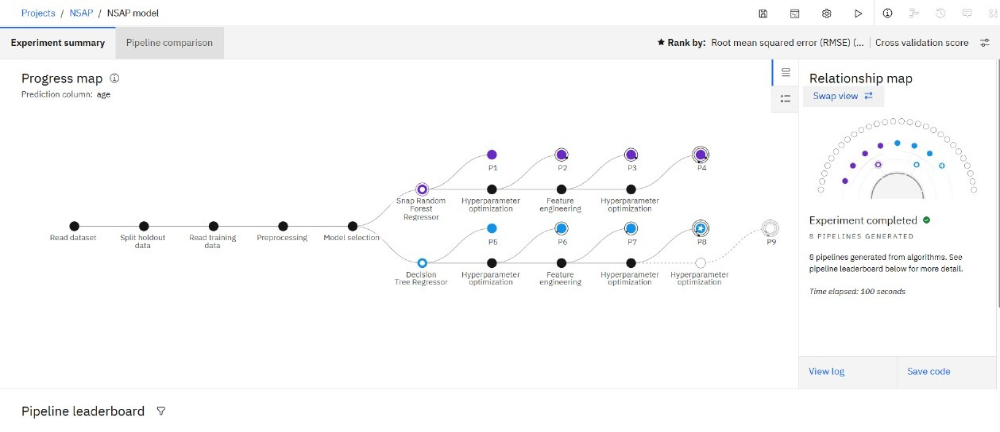 Projects / NSAP / NSAP model
Experiment summary
Pipeline comparison
★ Rank by: Root mean squared error (RMSE) (... | Cross validation score
Progress map
Prediction column: age
Relationship map
Swap view
P1
P2
P3
P4
Snap Random
Forest
Regressor
Hyperparameter
optimization
Feature
engineering
Hyperparameter
optimization
Read dataset
Split holdout
data
Read training
data
Preprocessing
Model selection
P5
P6
P7
P8
P9
Decision
Tree Regressor
Hyperparameter
optimization
Feature
engineering
Hyperparameter
optimization
Hyperparameter
optimization
Experiment completed
8 PIPELINES GENERATED
8 pipelines generated from algorithms. See
pipeline leaderboard below for more detail.
Time elapsed: 100 seconds
View log
Save code
Pipeline leaderboard